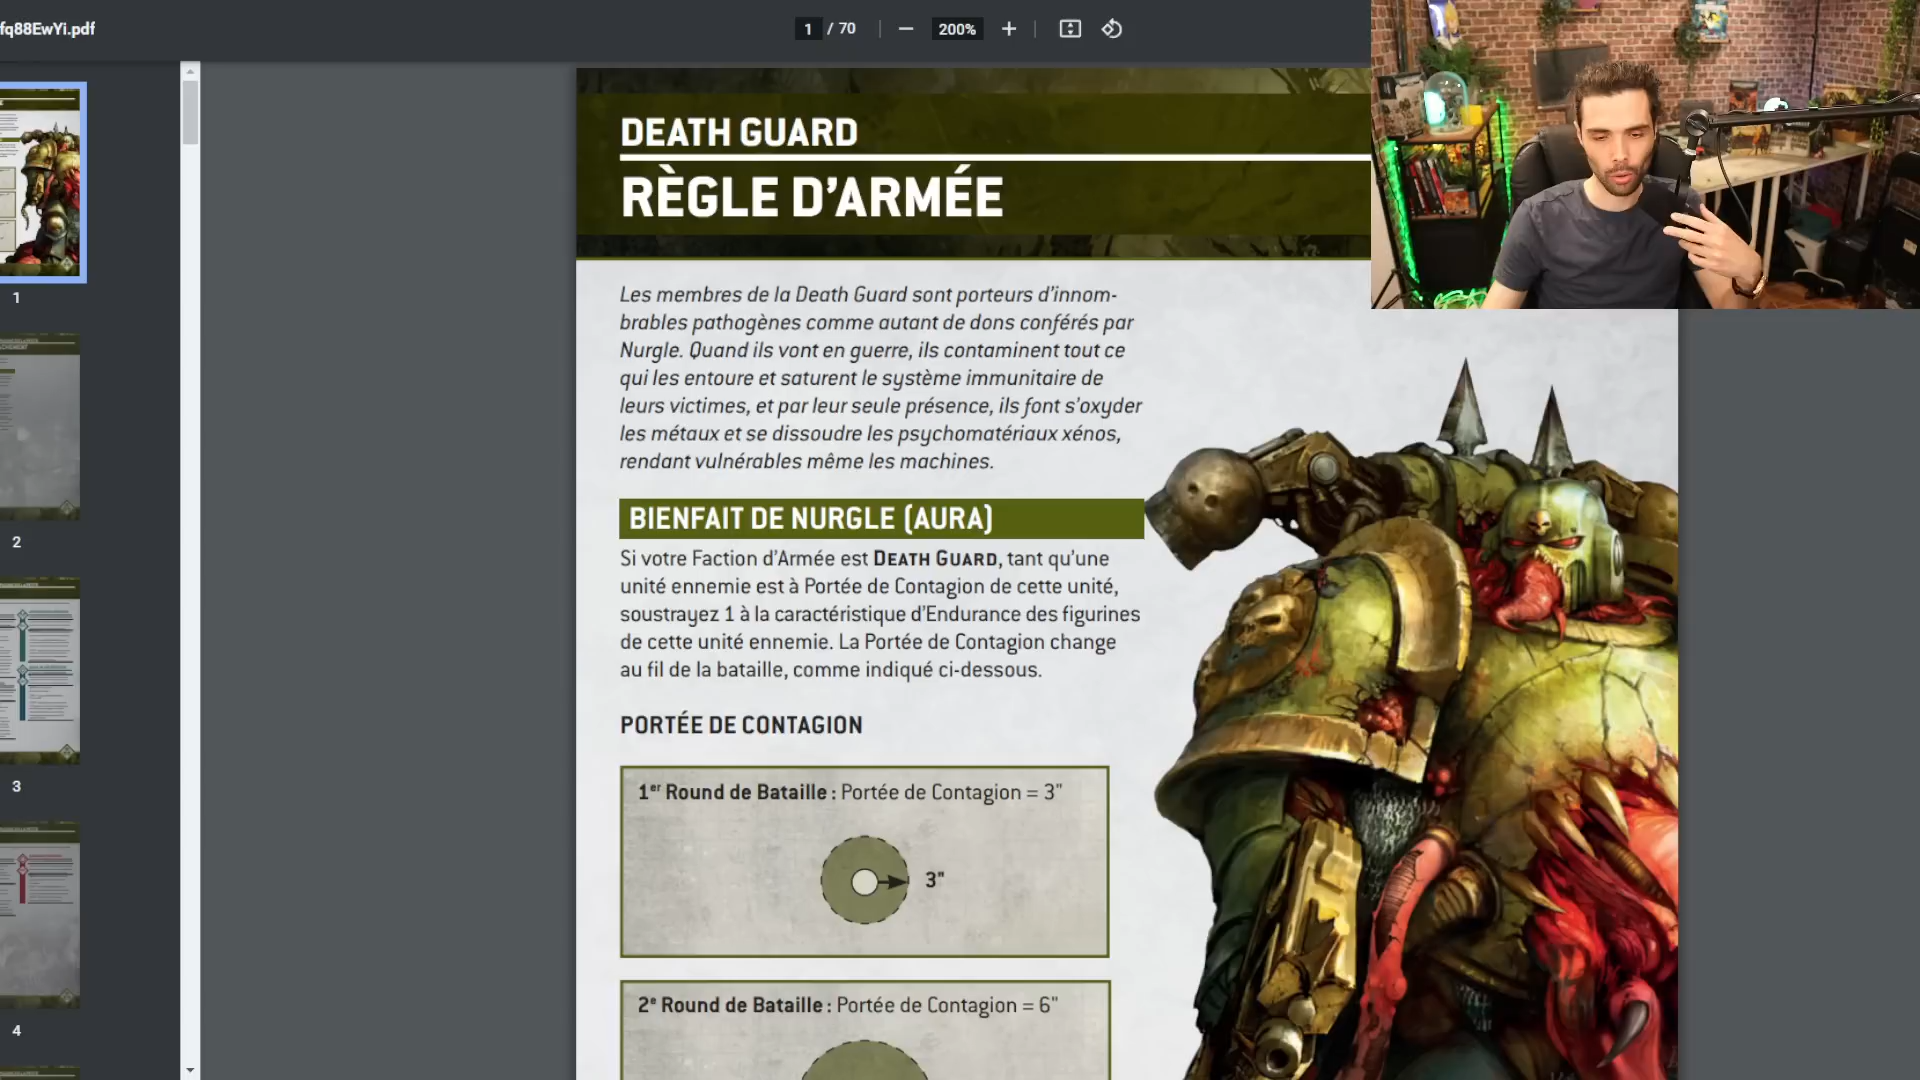 fq88EwYi.pdf
1 / 70
200%
DEATH GUARD
RÈGLE D'ARMÉE
Les membres de la Death Guard sont porteurs d'innom-
brables pathogènes comme autant de dons conférés par
Nurgle. Quand ils vont en guerre, ils contaminent tout ce
qui les entoure et saturent le système immunitaire de
leurs victimes, et par leur seule présence, ils font s'oxyder
les métaux et se dissoudre les psychomatériaux xénos,
rendant vulnérables même les machines.
BIENFAIT DE NURGLE (AURA)
Si votre Faction d'Armée est DEATH GUARD, tant qu'une
unité ennemie est à Portée de Contagion de cette unité,
soustrayez 1 à la caractéristique d'Endurance des figurines
de cette unité ennemie. La Portée de Contagion change
au fil de la bataille, comme indiqué ci-dessous.
PORTÉE DE CONTAGION
1er Round de Bataille : Portée de Contagion = 3"
3"
2e Round de Bataille : Portée de Contagion = 6"
1
2
3
4